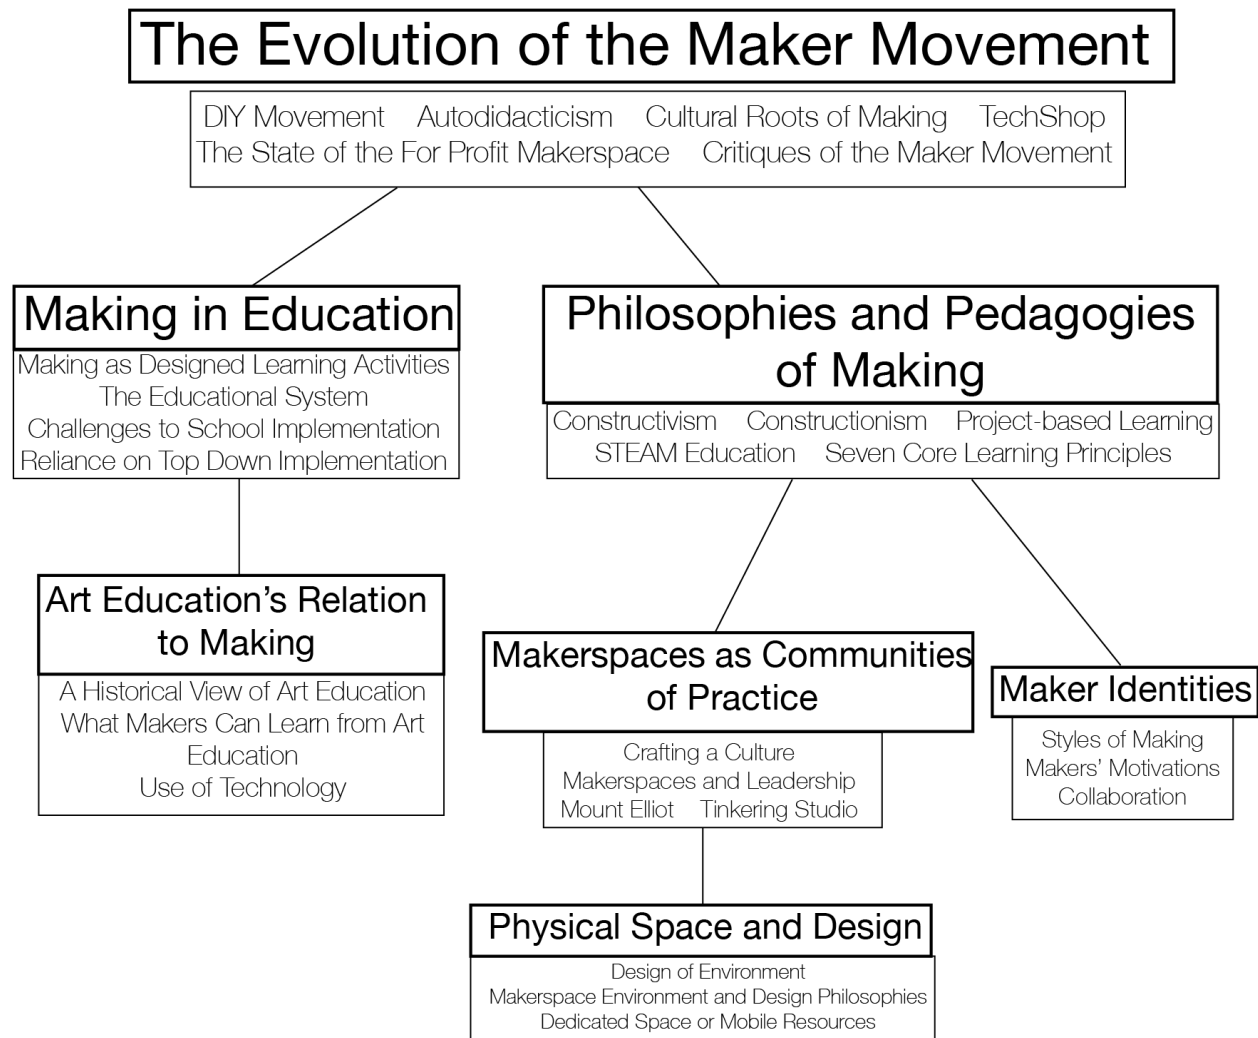 The Evolution of the Maker Movement
DIY Movement Autodidacticism Cultural Roots of Making TechShop
The State of the For Profit Makerspace Critiques of the Maker Movement
Making in Education
Making as Designed Learning Activities
The Educational System
Challenges to School Implementation
Reliance on Top Down Implementation
Philosophies and Pedagogies
of Making
Constructivism Constructionism Project-based Learning
STEAM Education Seven Core Learning Principles
Art Education's Relation
to Making
A Historical View of Art Education
What Makers Can Learn from Art
Education
Use of Technology
Makerspaces as Communities
of Practice
Crafting a Culture
Makerspaces and Leadership
Mount Elliot Tinkering Studio
Maker Identities
Styles of Making
Makers' Motivations
Collaboration
Physical Space and Design
Design of Environment
Makerspace Environment and Design Philosophies
Dedicated Space or Mobile Resources